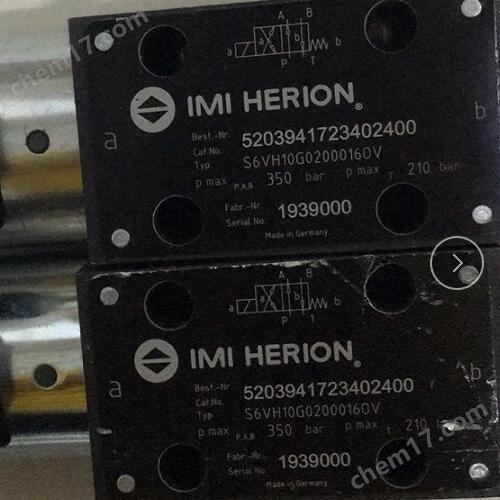 chem17.com
A B
a a b b
P T
IMI HERION®
a b
Best.-Nr. 5203941723402400
Cat.No.
Typ S6VH10G02000160V
p max P,A,B 350 bar p max T 210 bar
Fabr.-Nr. 1939000
Serial No.
Made in Germany
A B
a a b b
P T
IMI HERION®
a b
Best.-Nr. 5203941723402400
Cat.No.
Typ S6VH10G02000160V
p max P,A,B 350 bar p max T 210 bar
Fabr.-Nr. 1939000
Serial No.
Made in Germany
chem17.com